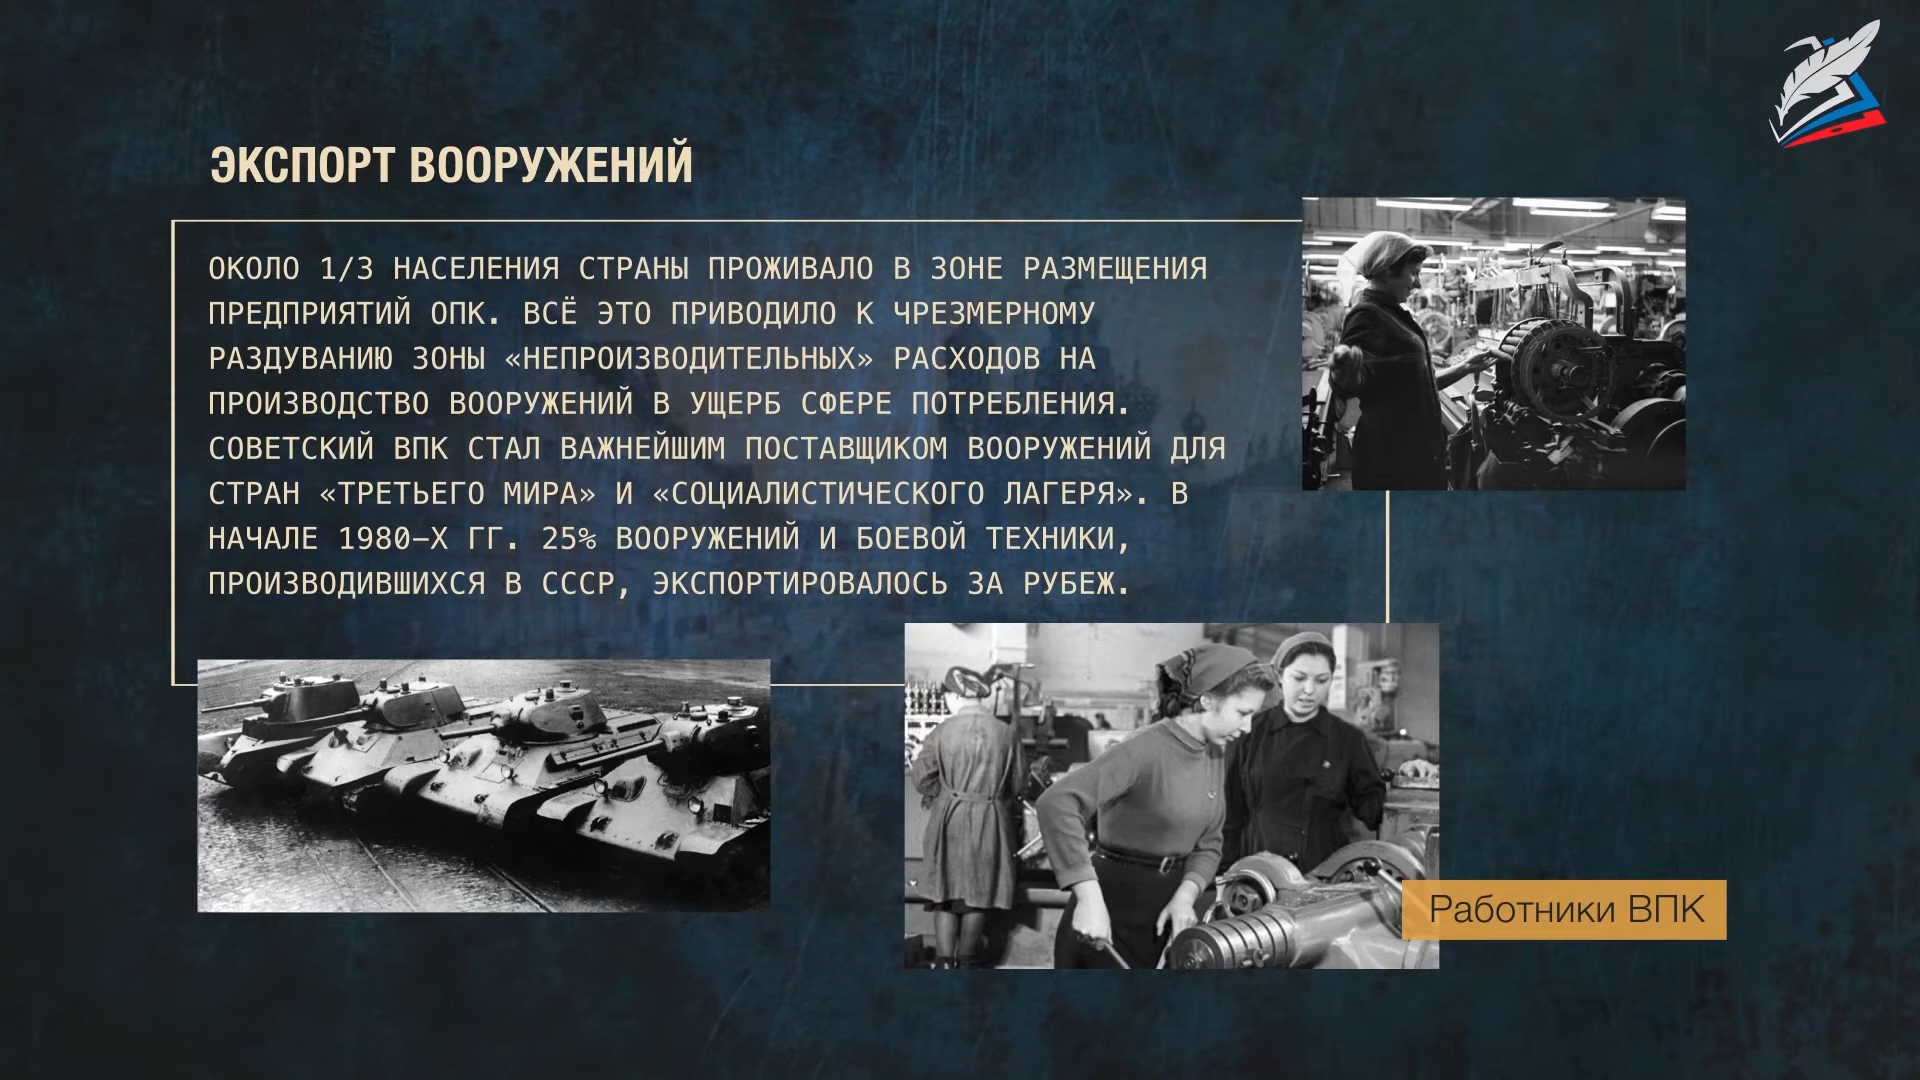 ЭКСПОРТ ВООРУЖЕНИЙ
ОКОЛО 1/3 НАСЕЛЕНИЯ СТРАНЫ ПРОЖИВАЛО В ЗОНЕ РАЗМЕЩЕНИЯ
ПРЕДПРИЯТИЙ ОПК. ВСЁ ЭТО ПРИВОДИЛО К ЧРЕЗМЕРНОМУ
РАЗДУВАНИЮ ЗОНЫ «НЕПРОИЗВОДИТЕЛЬНЫХ» РАСХОДОВ НА
ПРОИЗВОДСТВО ВООРУЖЕНИЙ В УЩЕРБ СФЕРЕ ПОТРЕБЛЕНИЯ.
СОВЕТСКИЙ ВПК СТАЛ ВАЖНЕЙШИМ ПОСТАВЩИКОМ ВООРУЖЕНИЙ ДЛЯ
СТРАН «ТРЕТЬЕГО МИРА» И «СОЦИАЛИСТИЧЕСКОГО ЛАГЕРЯ». В
НАЧАЛЕ 1980–Х ГГ. 25% ВООРУЖЕНИЙ И БОЕВОЙ ТЕХНИКИ,
ПРОИЗВОДИВШИХСЯ В СССР, ЭКСПОРТИРОВАЛОСЬ ЗА РУБЕЖ.
Работники ВПК